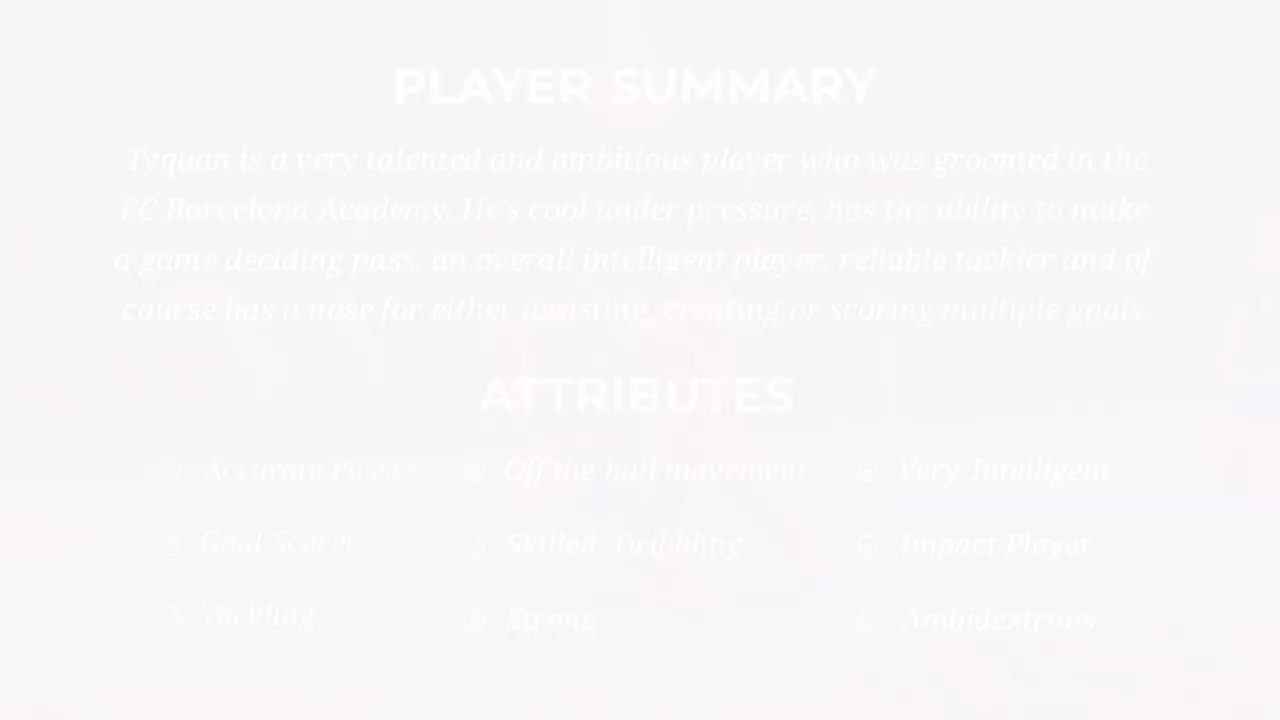 PLAYER SUMMARY
Tyquan is a very talented and ambitious player who was groomed in the
FC Barcelona Academy. He's cool under pressure, has the ability to make
a game deciding pass, an overall intelligent player, reliable tackler and of
course has a nose for either assisting, creating or scoring multiple goals.
ATTRIBUTES
Accurate Passer Off the ball movement Very Intelligent
Goal Scorer Skilled Dribbling Impact Player
Tackling Strong Ambidextrous